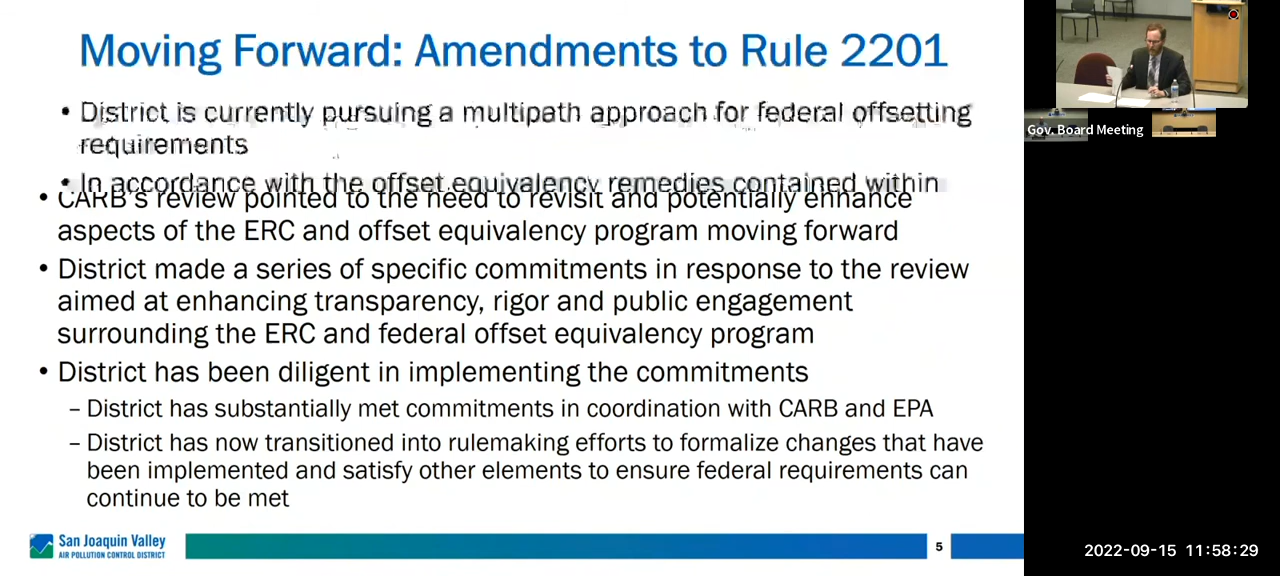 Moving Forward: Amendments to Rule 2201
• District is currently pursuing a multipath approach for federal offsetting
requirements
• In accordance with the offset equivalency remedies contained within
• CARB's review pointed to the need to revisit and potentially enhance
aspects of the ERC and offset equivalency program moving forward
• District made a series of specific commitments in response to the review
aimed at enhancing transparency, rigor and public engagement
surrounding the ERC and federal offset equivalency program
• District has been diligent in implementing the commitments
– District has substantially met commitments in coordination with CARB and EPA
– District has now transitioned into rulemaking efforts to formalize changes that have
been implemented and satisfy other elements to ensure federal requirements can
continue to be met
San Joaquin Valley
AIR POLLUTION CONTROL DISTRICT
5
Gov. Board Meeting
2022-09-15 11:58:29